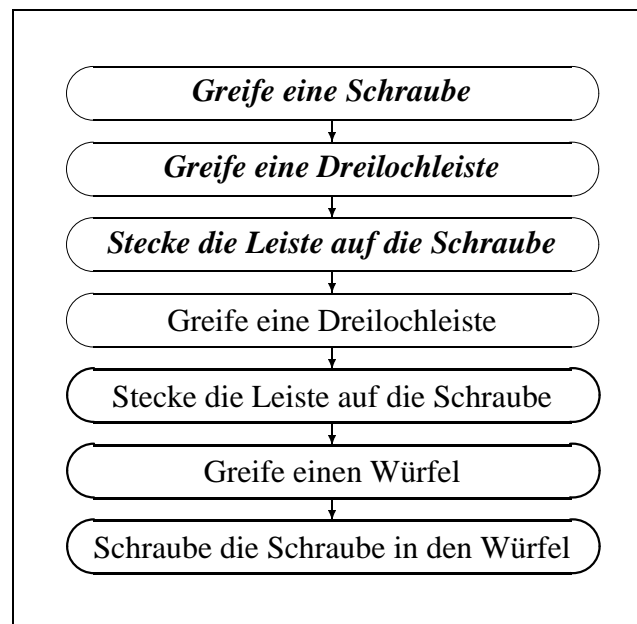 Greife eine Schraube
Greife eine Dreilochleiste
Stecke die Leiste auf die Schraube
Greife eine Dreilochleiste
Stecke die Leiste auf die Schraube
Greife einen Würfel
Schraube die Schraube in den Würfel